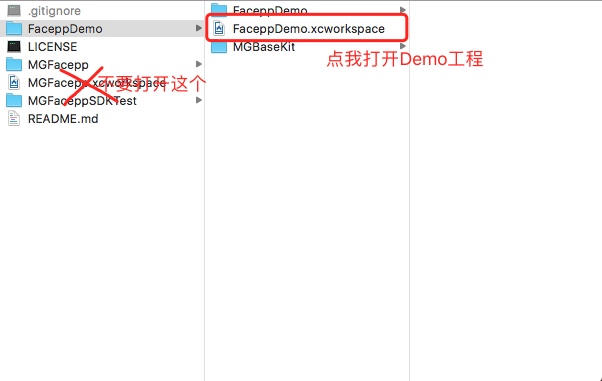 .gitignore
FaceppDemo
LICENSE
MGFacepp
MGFacepp.xcworkspace
不要打开这个
MGFaceppSDKTest
README.md
FaceppDemo
FaceppDemo.xcworkspace
MGBaseKit
点我打开Demo工程